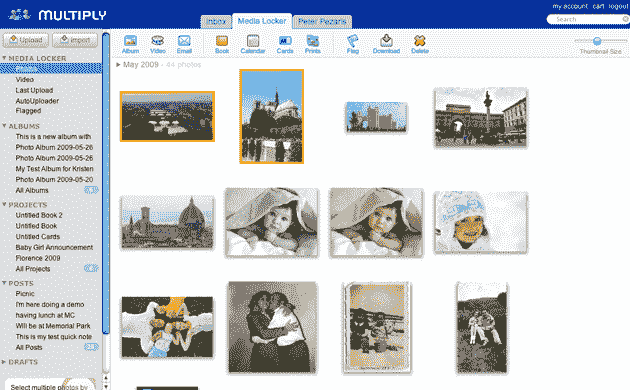 MULTIPLY
my account cart logout
Inbox Media Locker Peter Pezaris
Search
Upload Import
Album Video Email Book Calendar Cards Prints Flag Download Delete
Thumbnail Size
MEDIA LOCKER
Video
Last Upload
AutoUploader
Flagged
ALBUMS
This is a new album with
Photo Album 2009-05-26
Photo Album 2009-05-26
My Test Album for Kristen
Photo Album 2009-05-20
All Albums
PROJECTS
Untitled Book 2
Untitled Book
Untitled Cards
Baby Girl Announcement
Florence 2009
All Projects
POSTS
Picnic
I'm here doing a demo
having lunch at MC
Will be at Memorial Park
This is my test quick note
All Posts
DRAFTS
Select multiple photos by
May 2009 - 44 photos